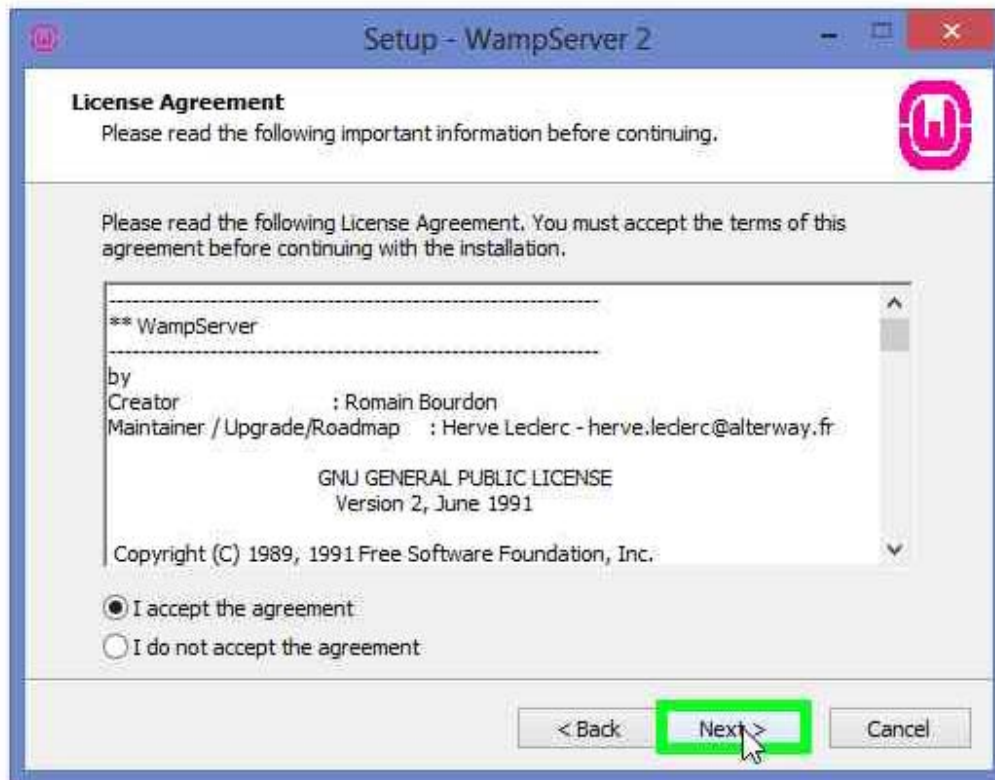 Setup - WampServer 2
License Agreement
Please read the following important information before continuing.
Please read the following License Agreement. You must accept the terms of this
agreement before continuing with the installation.
----------------------------------------------------------------
** WampServer
----------------------------------------------------------------
by
Creator : Romain Bourdon
Maintainer / Upgrade/Roadmap : Herve Leclerc - herve.leclerc@alterway.fr
GNU GENERAL PUBLIC LICENSE
Version 2, June 1991
Copyright (C) 1989, 1991 Free Software Foundation, Inc.
I accept the agreement
I do not accept the agreement
< Back Next > Cancel